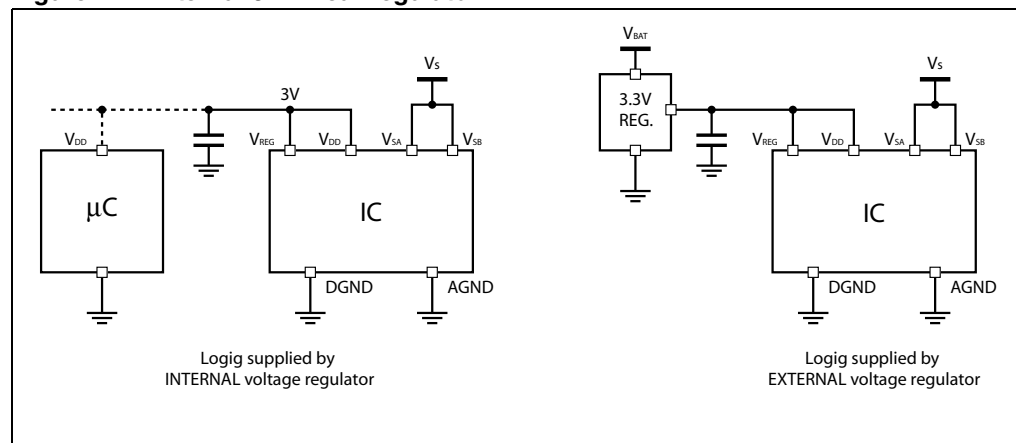 3V
Vs
VDD
VREG
VDD
VSA
VSB
μC
IC
DGND
AGND
Logig supplied by
INTERNAL voltage regulator
VBAT
3.3V
REG.
Vs
VREG
VDD
VSA
VSB
IC
DGND
AGND
Logig supplied by
EXTERNAL voltage regulator